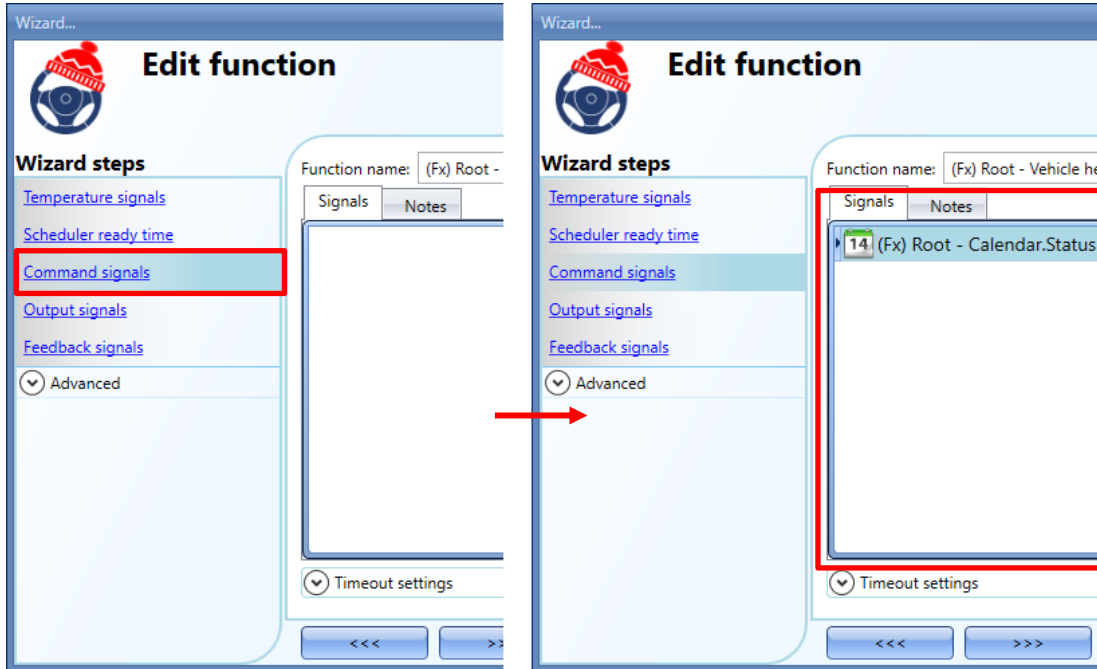 Wizard...
Edit function
Wizard steps
Temperature signals
Scheduler ready time
Command signals
Output signals
Feedback signals
Advanced
Function name: (Fx) Root -
Signals Notes
Timeout settings
<<< >>
Wizard...
Edit function
Wizard steps
Temperature signals
Scheduler ready time
Command signals
Output signals
Feedback signals
Advanced
Function name: (Fx) Root - Vehicle he
Signals Notes
14 (Fx) Root - Calendar.Status
Timeout settings
<<< >>>